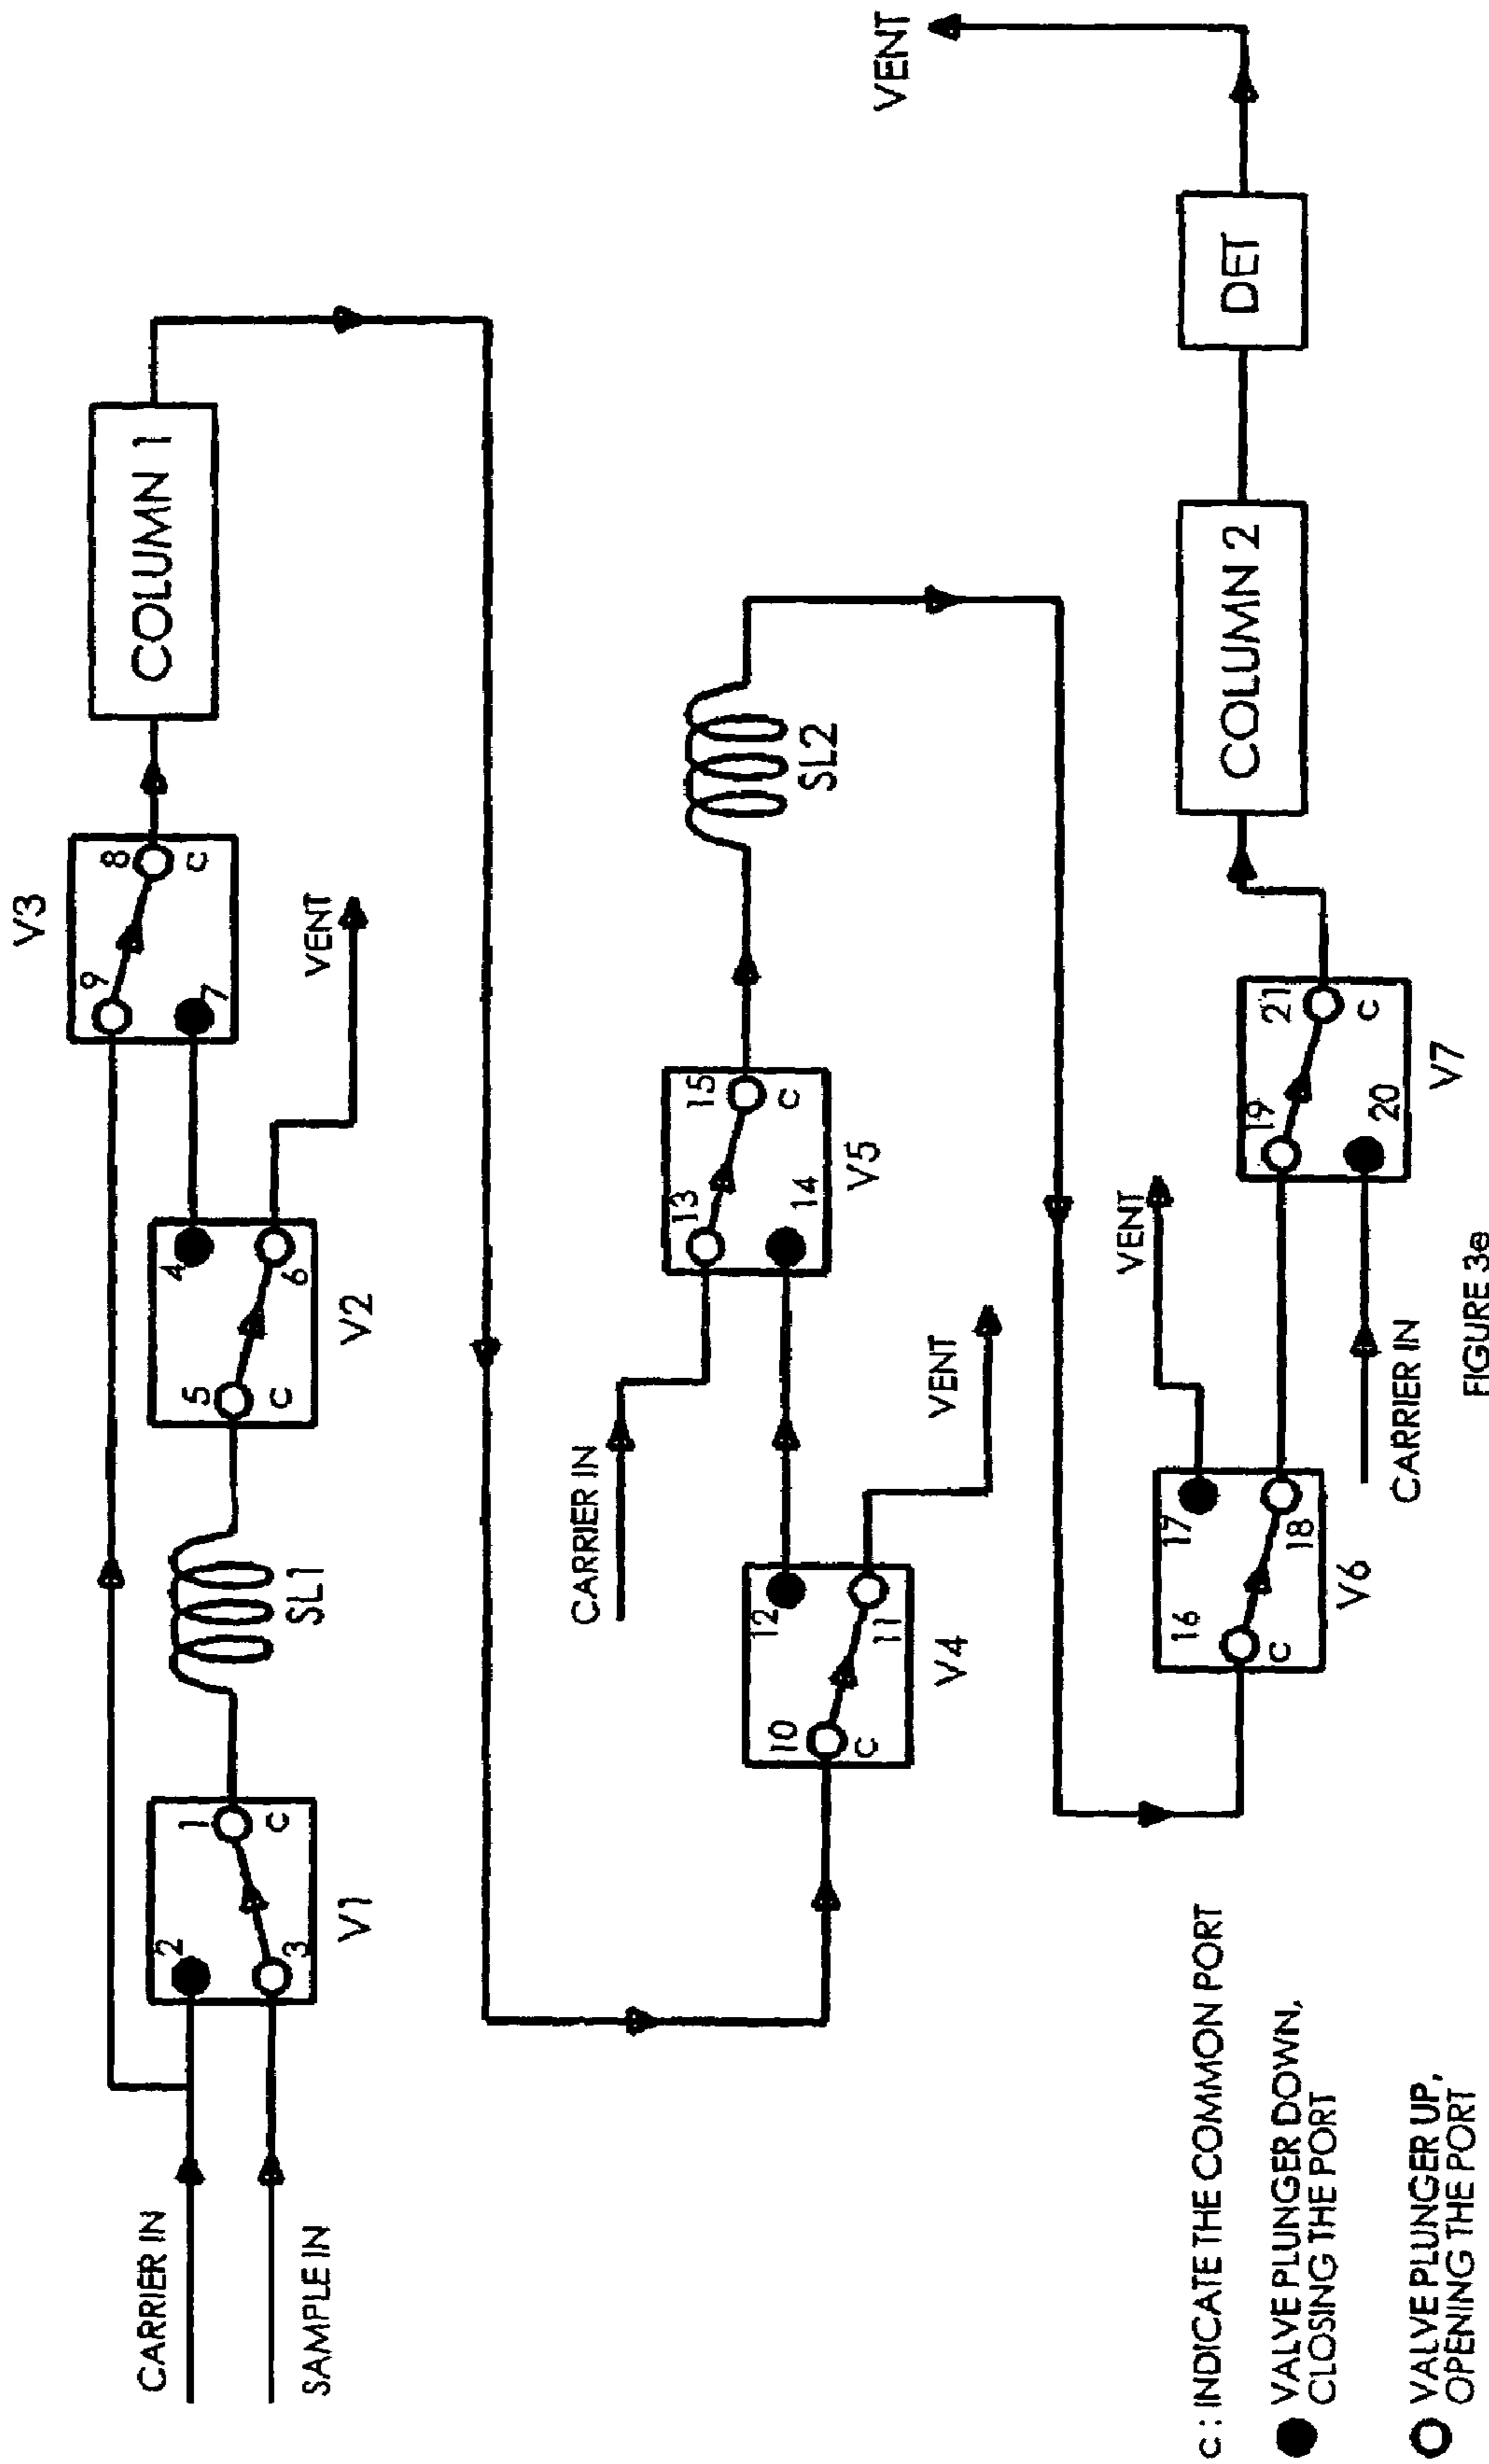 V3
9
8
C
7
COLUMN 1
CARRIER IN
2
1
C
3
V1
SAMPLE IN
SL1
5
C
4
6
V2
VENT
VENT
CARRIER IN
13
15
C
14
V5
SL2
10
C
12
11
V4
VENT
c : INDICATE THE COMMON PORT
VALVE PLUNGER DOWN,
CLOSING THE PORT
VALVE PLUNGER UP,
OPENING THE PORT
16
C
17
18
V6
VENT
19
21
C
20
V7
CARRIER IN
COLUMN 2
DET
FIGURE 3e